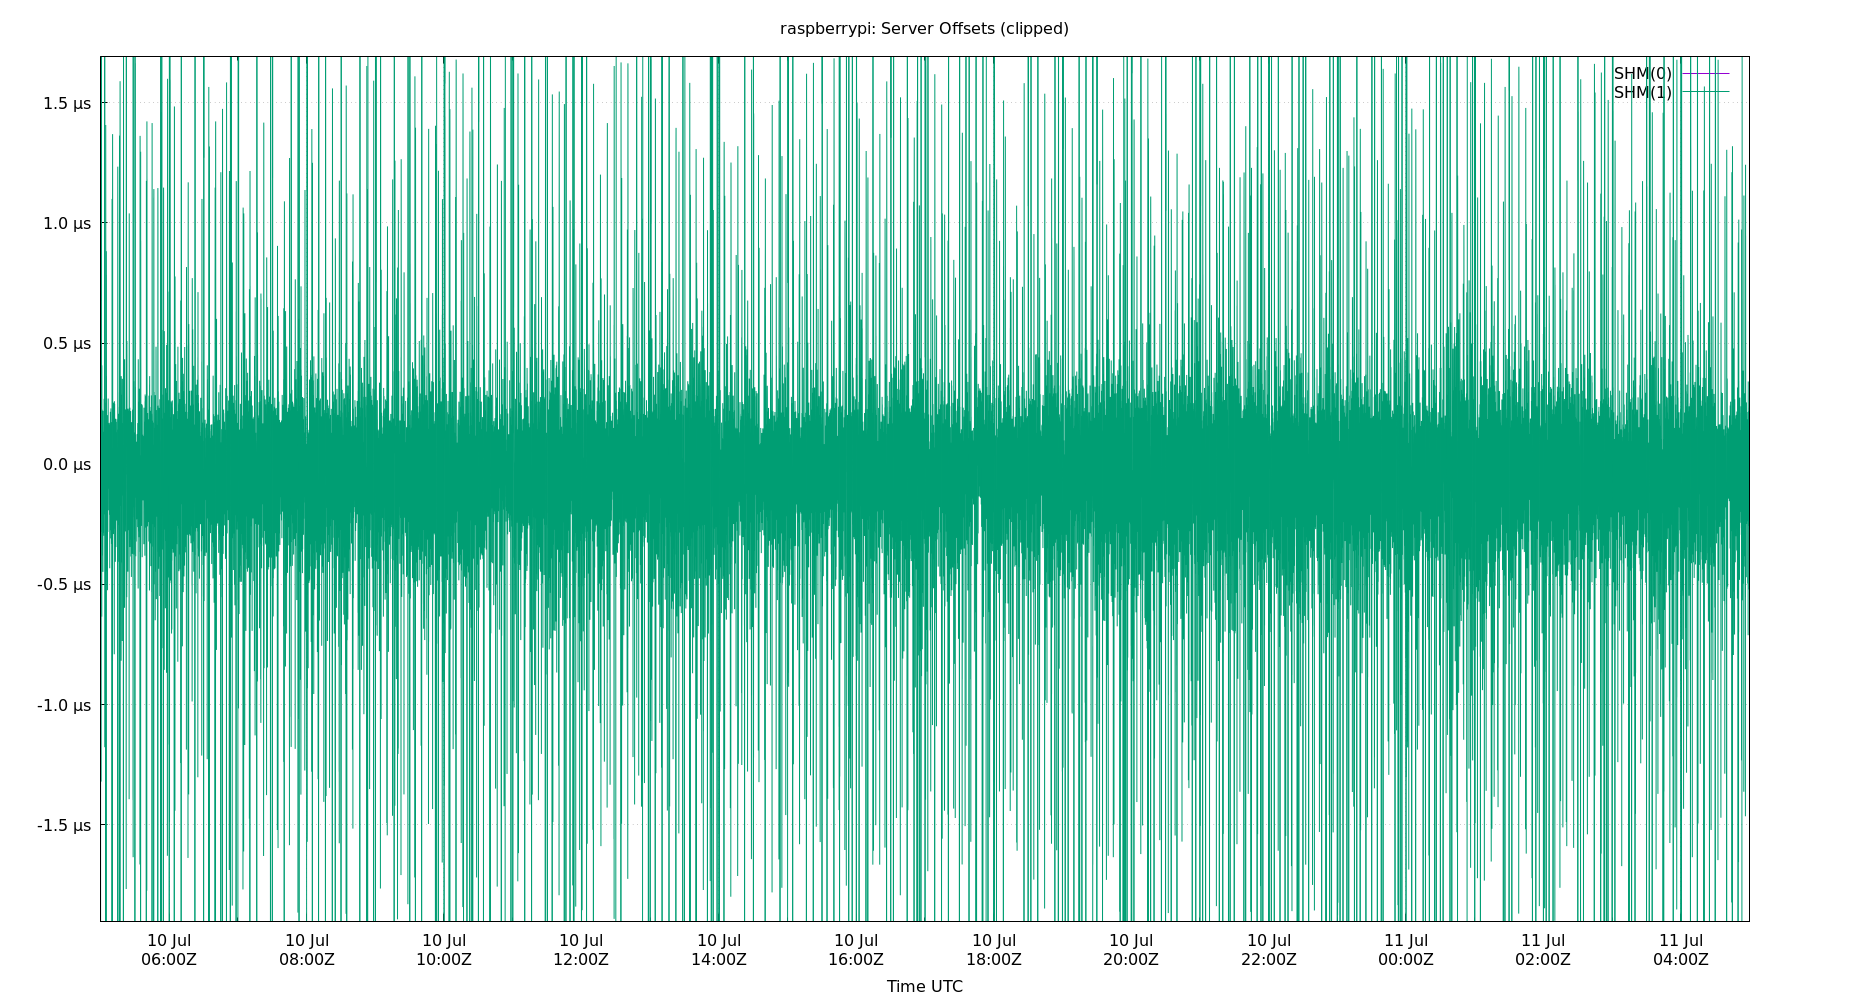 raspberrypi: Server Offsets (clipped)
SHM(0)
SHM(1)
1.5 µs
1.0 µs
0.5 µs
0.0 µs
-0.5 µs
-1.0 µs
-1.5 µs
10 Jul 10 Jul 10 Jul 10 Jul 10 Jul 10 Jul 10 Jul 10 Jul 10 Jul 11 Jul 11 Jul 11 Jul
06:00Z 08:00Z 10:00Z 12:00Z 14:00Z 16:00Z 18:00Z 20:00Z 22:00Z 00:00Z 02:00Z 04:00Z
Time UTC